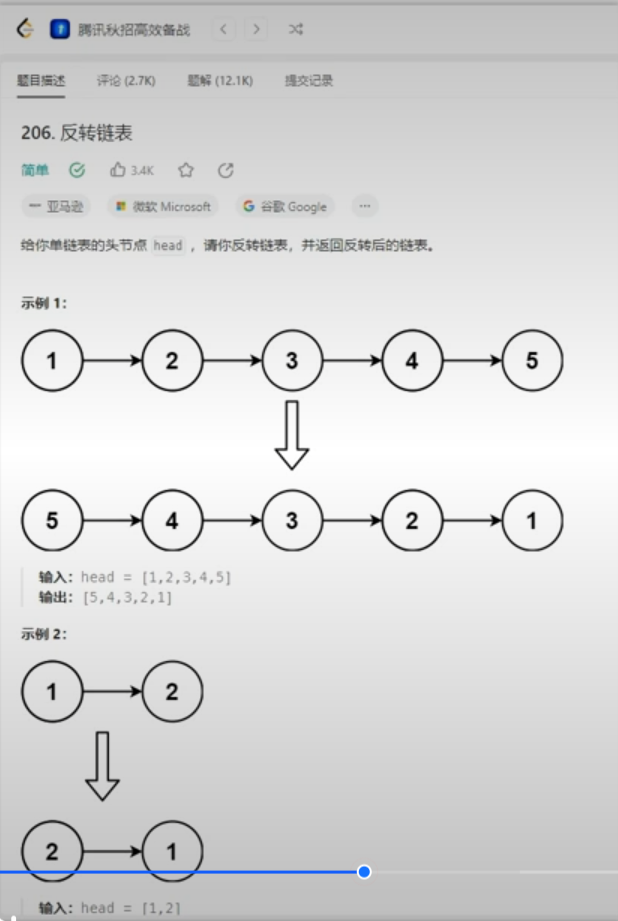 腾讯秋招高效备战
题目描述 评论 (2.7K) 题解 (12.1K) 提交记录
206. 反转链表
简单 3.4K
亚马逊 微软 Microsoft 谷歌 Google ...
给你单链表的头节点 head ，请你反转链表，并返回反转后的链表。
示例 1：
1 2 3 4 5
5 4 3 2 1
输入：head = [1,2,3,4,5]
输出：[5,4,3,2,1]
示例 2：
1 2
2 1
输入：head = [1,2]